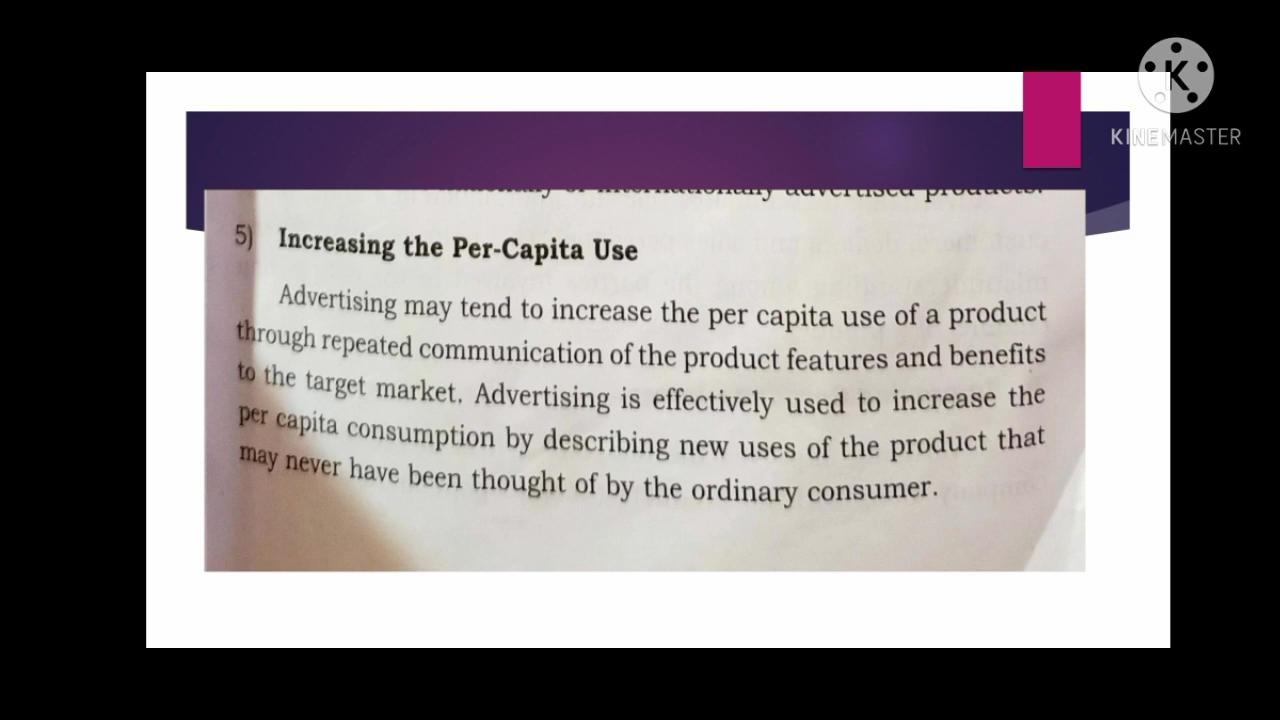 KINEMASTER
internationally advertised products.
5) Increasing the Per-Capita Use
Advertising may tend to increase the per capita use of a product
through repeated communication of the product features and benefits
to the target market. Advertising is effectively used to increase the
per capita consumption by describing new uses of the product that
may never have been thought of by the ordinary consumer.